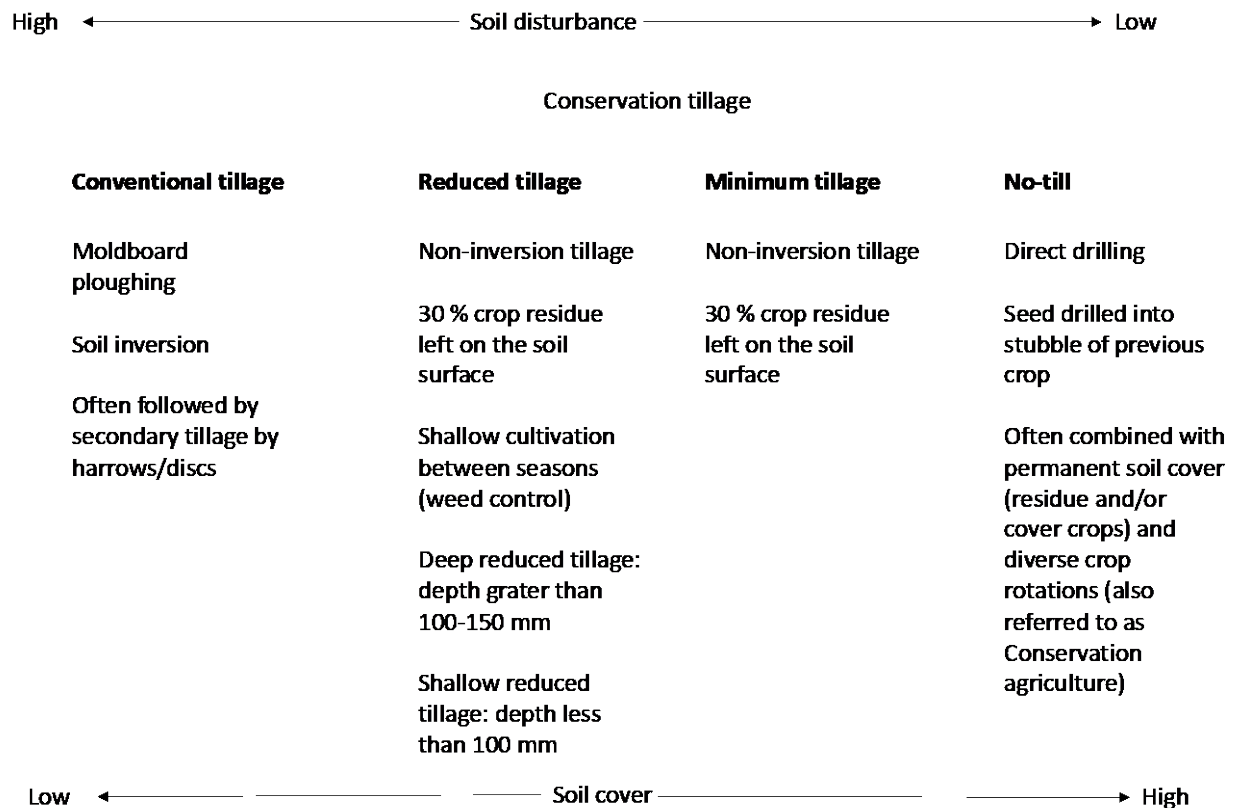 High Soil disturbance Low
Conservation tillage
Conventional tillage
Moldboard
ploughing
Soil inversion
Often followed by
secondary tillage by
harrows/discs
Reduced tillage
Non-inversion tillage
30 % crop residue
left on the soil
surface
Shallow cultivation
between seasons
(weed control)
Deep reduced tillage:
depth grater than
100-150 mm
Shallow reduced
tillage: depth less
than 100 mm
Minimum tillage
Non-inversion tillage
30 % crop residue
left on the soil
surface
No-till
Direct drilling
Seed drilled into
stubble of previous
crop
Often combined with
permanent soil cover
(residue and/or
cover crops) and
diverse crop
rotations (also
referred to as
Conservation
agriculture)
Low Soil cover High